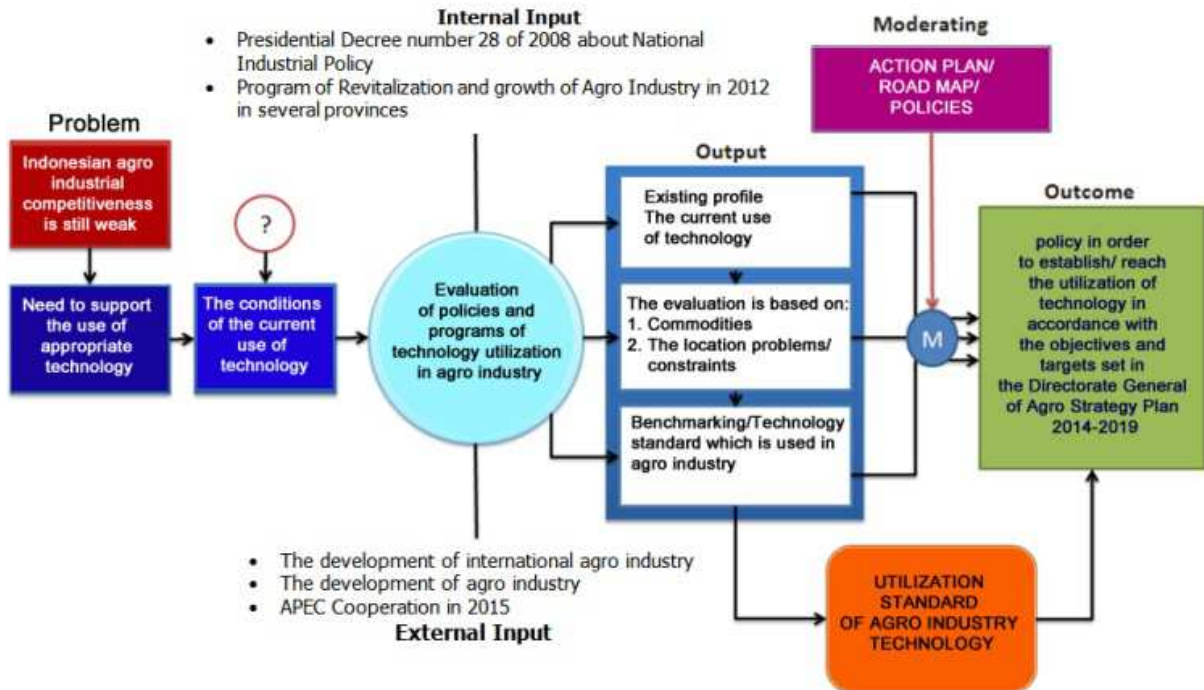 Internal Input
• Presidential Decree number 28 of 2008 about National
Industrial Policy
• Program of Revitalization and growth of Agro Industry in 2012
in several provinces
Moderating
ACTION PLAN/
ROAD MAP/
POLICIES
Problem
Indonesian agro
industrial
competitiveness
is still weak
?
Need to support
the use of
appropriate
technology
The conditions
of the current
use of
technology
Evaluation
of policies and
programs of
technology utilization
in agro industry
Output
Existing profile
The current use
of technology
The evaluation is based on:
1. Commodities
2. The location problems/
constraints
Benchmarking/Technology
standard which is used in
agro industry
M
Outcome
policy in order
to establish/ reach
the utilization of
technology in
accordance with
the objectives and
targets set in
the Directorate General
of Agro Strategy Plan
2014-2019
• The development of international agro industry
• The development of agro industry
• APEC Cooperation in 2015
External Input
UTILIZATION
STANDARD
OF AGRO INDUSTRY
TECHNOLOGY